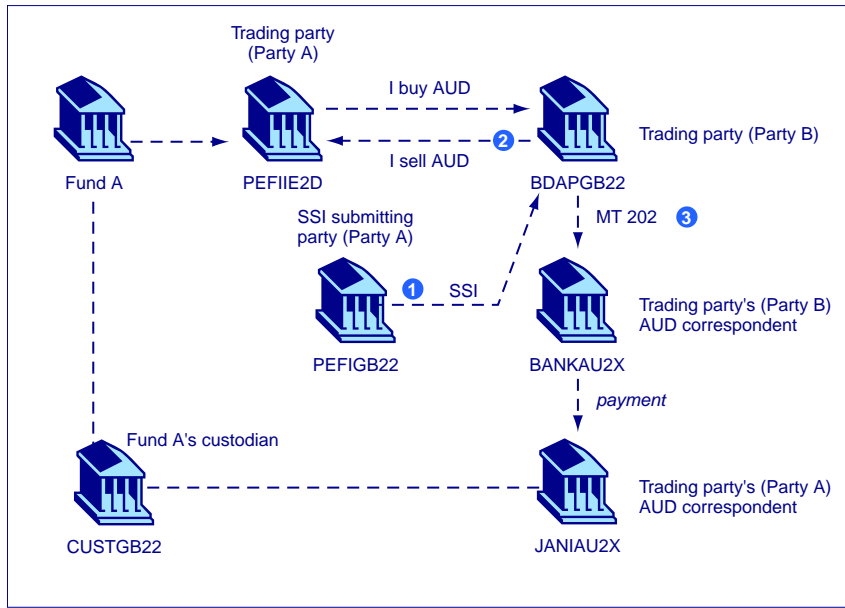 Trading party
(Party A)
I buy AUD
2
I sell AUD
Trading party (Party B)
Fund A
PEFIIE2D
BDAPGB22
SSI submitting
party (Party A)
MT 202
3
1
SSI
Trading party's (Party B)
AUD correspondent
PEFIGB22
BANKAU2X
payment
Fund A's custodian
Trading party's (Party A)
AUD correspondent
CUSTGB22
JANIAU2X